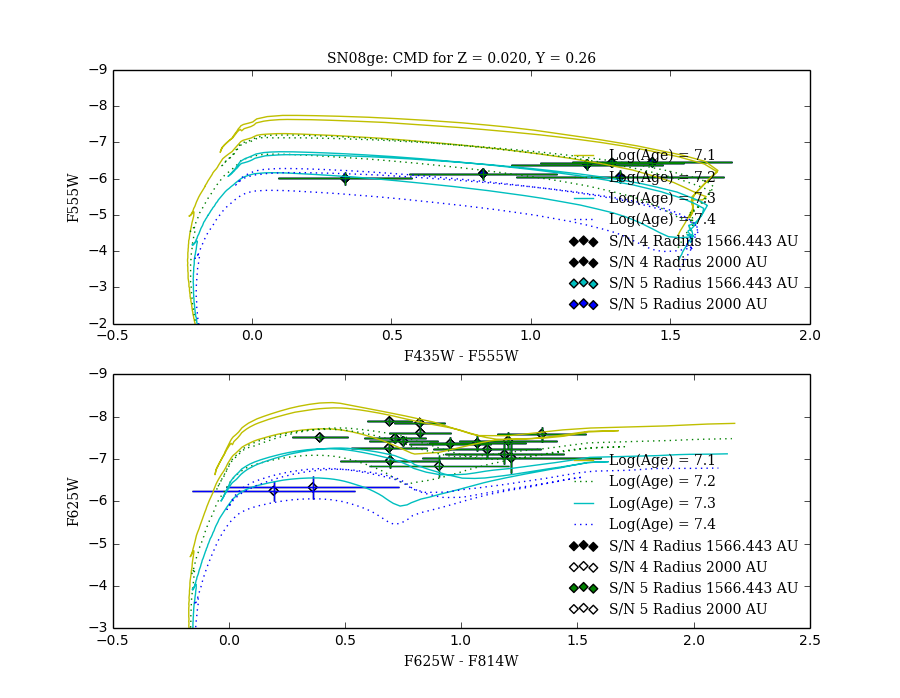 SN08ge: CMD for Z = 0.020, Y = 0.26
−9
−8
−7
−6
−5
−4
−3
−2
F555W
Log(Age) = 7.1
Log(Age) = 7.2
Log(Age) = 7.3
Log(Age) = 7.4
S/N 4 Radius 1566.443 AU
S/N 4 Radius 2000 AU
S/N 5 Radius 1566.443 AU
S/N 5 Radius 2000 AU
−0.5 0.0 0.5 1.0 1.5 2.0
F435W - F555W
−9
−8
−7
−6
−5
−4
−3
F625W
Log(Age) = 7.1
Log(Age) = 7.2
Log(Age) = 7.3
Log(Age) = 7.4
S/N 4 Radius 1566.443 AU
S/N 4 Radius 2000 AU
S/N 5 Radius 1566.443 AU
S/N 5 Radius 2000 AU
−0.5 0.0 0.5 1.0 1.5 2.0 2.5
F625W - F814W